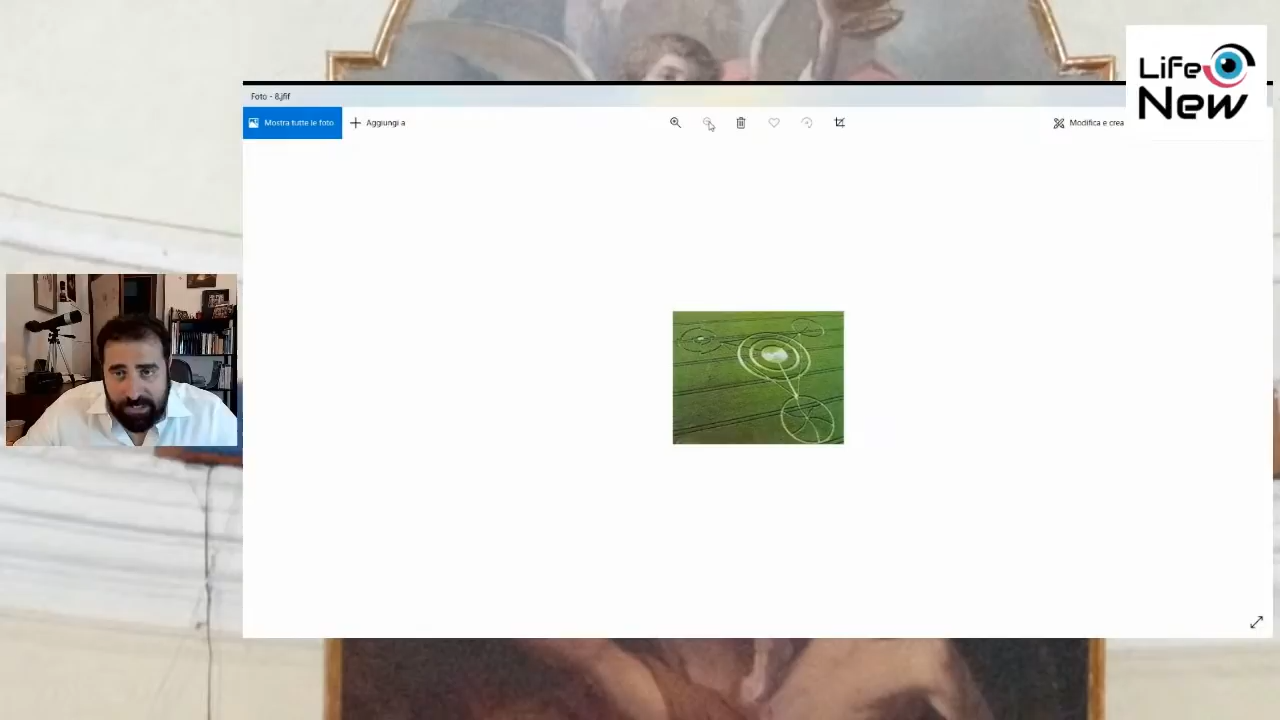 LiFe
New
Foto - 8.jfif
Mostra tutte le foto
Aggiungi a
Modifica e crea